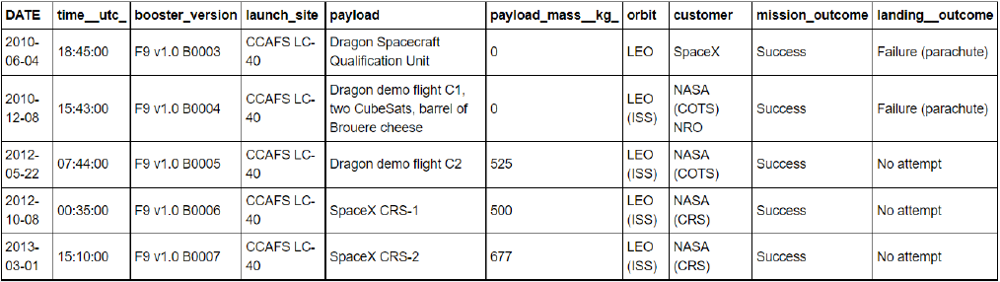 DATE time__utc_ booster_version launch_site payload payload_mass__kg_ orbit customer mission_outcome landing__outcome
2010-
06-04
18:45:00
F9 v1.0 B0003
CCAFS LC-
40
Dragon Spacecraft
Qualification Unit
0
LEO
SpaceX
Success
Failure (parachute)
2010-
12-08
15:43:00
F9 v1.0 B0004
CCAFS LC-
40
Dragon demo flight C1,
two CubeSats, barrel of
Brouere cheese
0
LEO
(ISS)
NASA
(COTS)
NRO
Success
Failure (parachute)
2012-
05-22
07:44:00
F9 v1.0 B0005
CCAFS LC-
40
Dragon demo flight C2
525
LEO
(ISS)
NASA
(COTS)
Success
No attempt
2012-
10-08
00:35:00
F9 v1.0 B0006
CCAFS LC-
40
SpaceX CRS-1
500
LEO
(ISS)
NASA
(CRS)
Success
No attempt
2013-
03-01
15:10:00
F9 v1.0 B0007
CCAFS LC-
40
SpaceX CRS-2
677
LEO
(ISS)
NASA
(CRS)
Success
No attempt